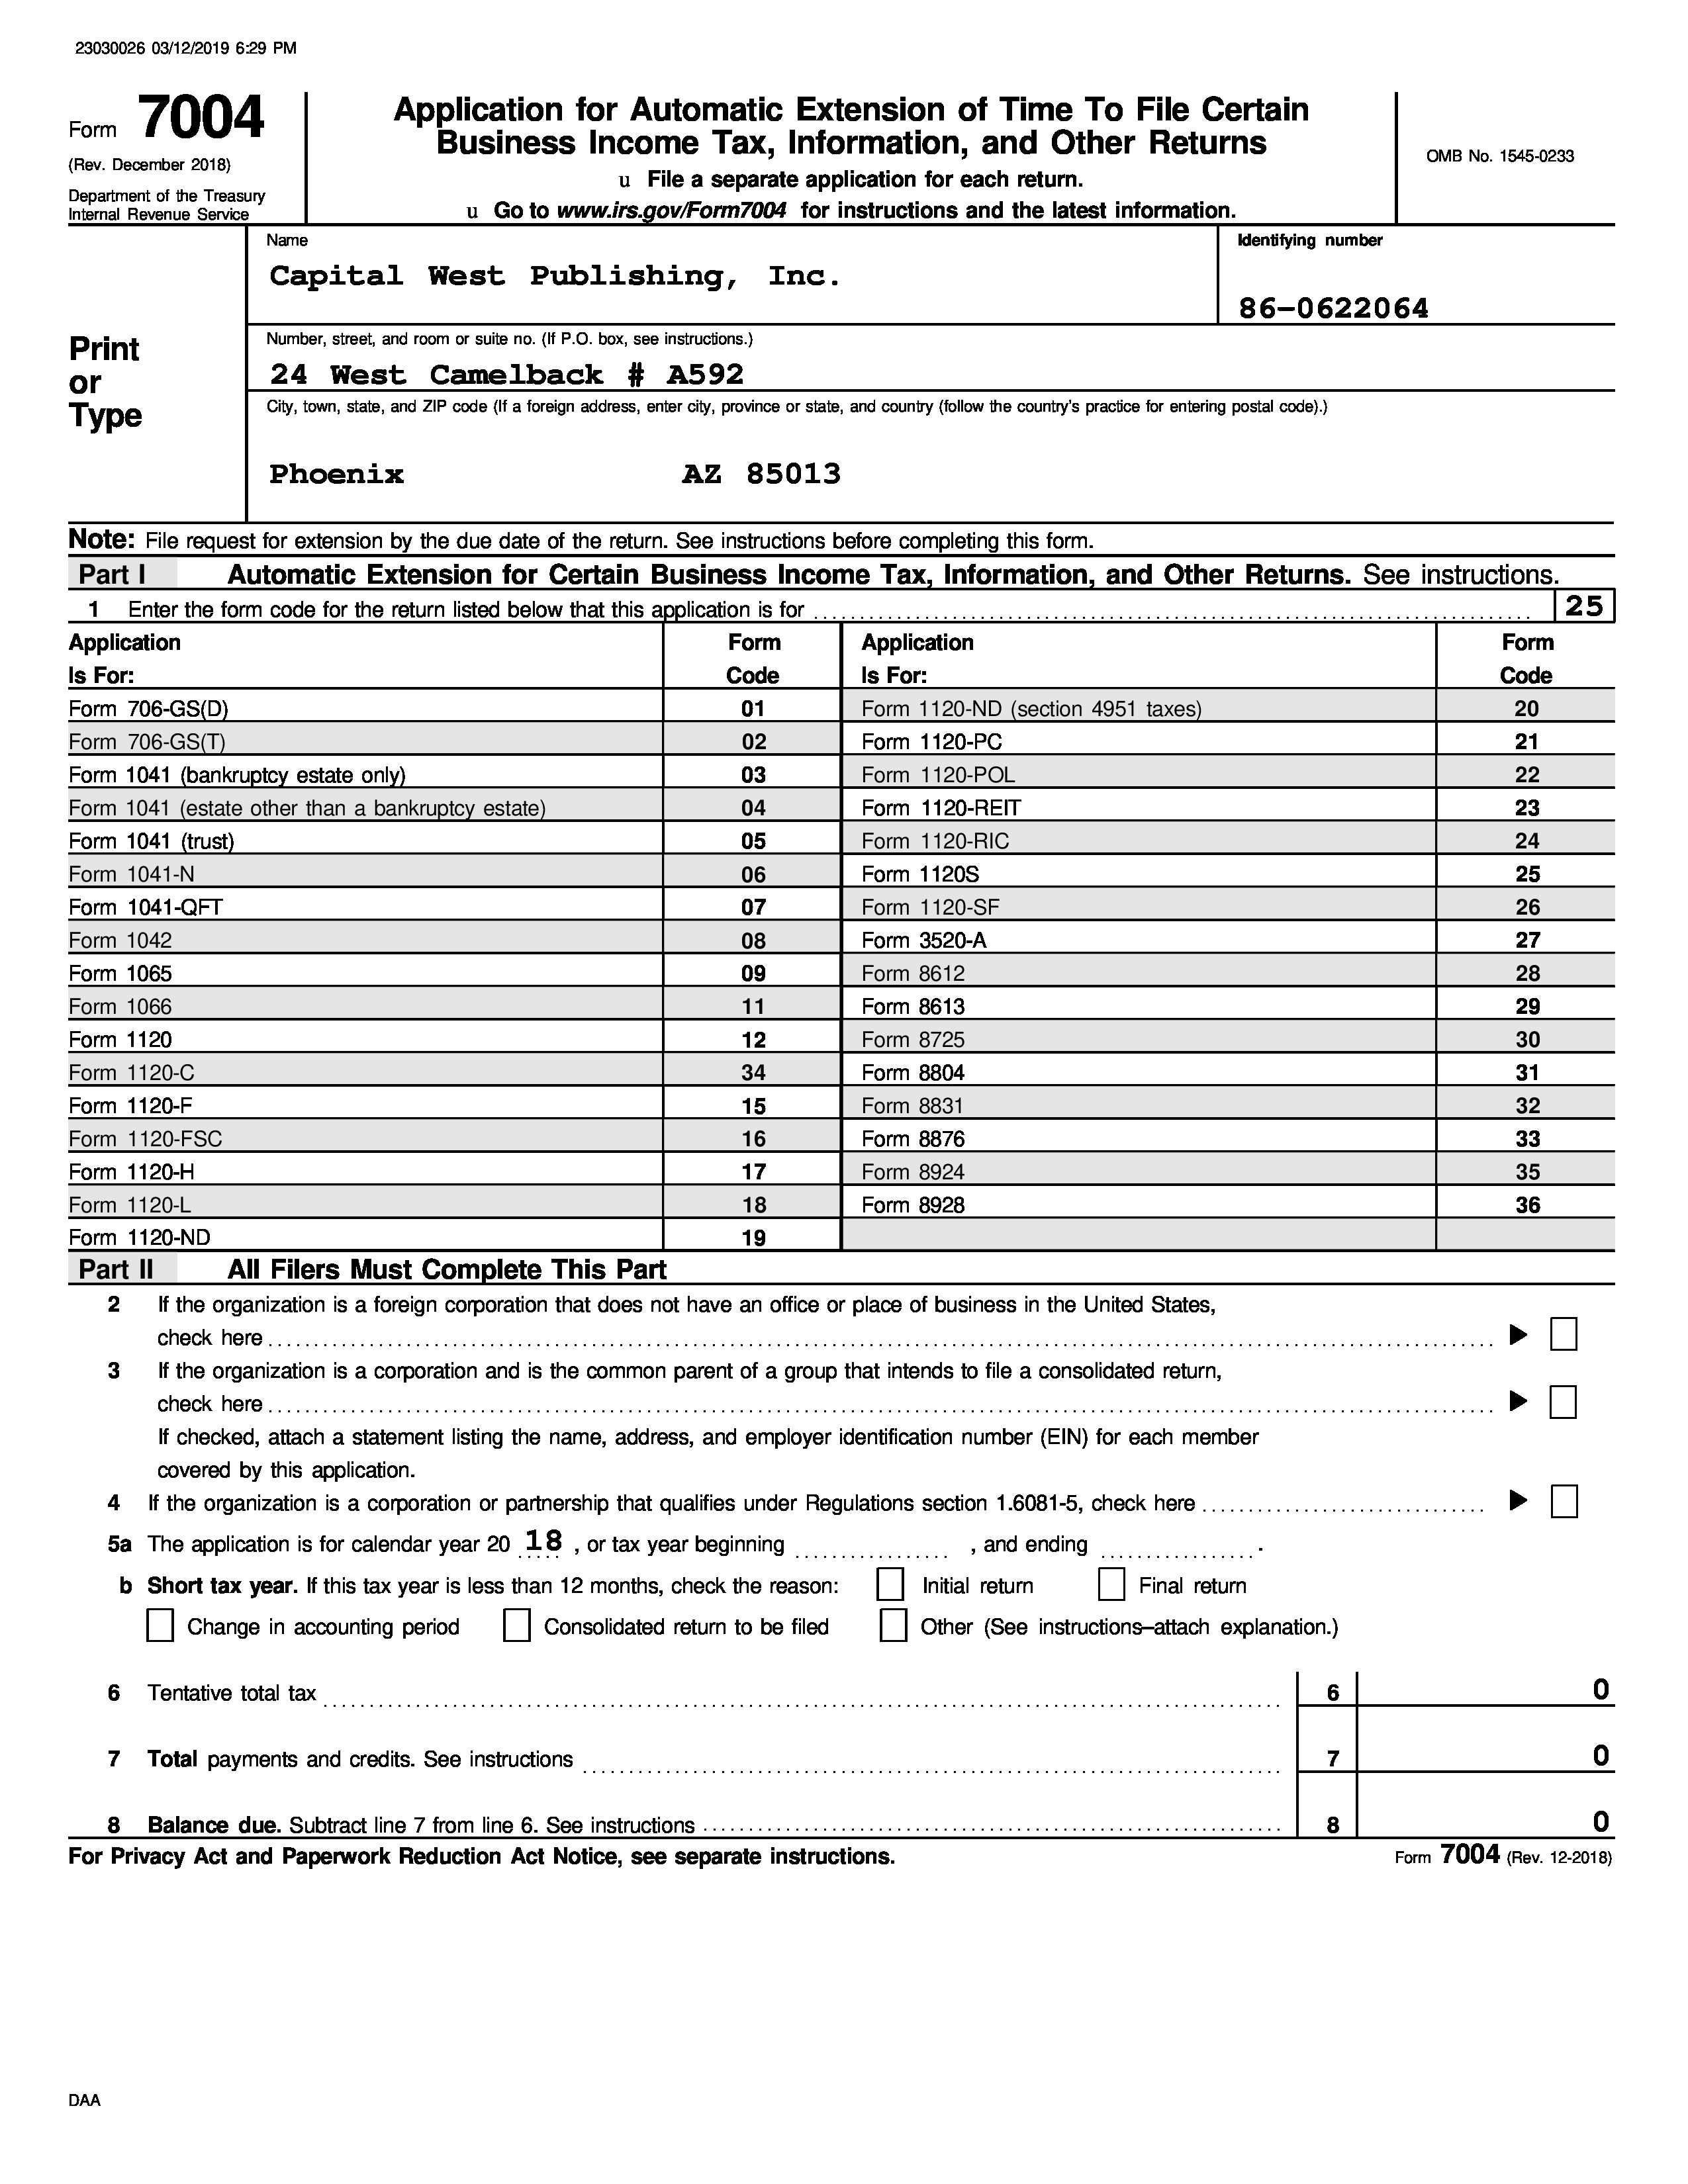 23030026 03/12/2019 6:29 PM
Form 7004
(Rev. December 2018)
Department of the Treasury
Internal Revenue Service
Application for Automatic Extension of Time To File Certain
Business Income Tax, Information, and Other Returns
u File a separate application for each return.
u Go to www.irs.gov/Form7004 for instructions and the latest information.
OMB No. 1545-0233
Print
or
Type
Name
Capital West Publishing, Inc.
Identifying number
86-0622064
Number, street, and room or suite no. (If P.O. box, see instructions.)
24 West Camelback # A592
City, town, state, and ZIP code (If a foreign address, enter city, province or state, and country (follow the country's practice for entering postal code).)
Phoenix AZ 85013
Note: File request for extension by the due date of the return. See instructions before completing this form.
Part I Automatic Extension for Certain Business Income Tax, Information, and Other Returns. See instructions.
1 Enter the form code for the return listed below that this application is for 25
Application Form Application Form
Is For: Code Is For: Code
Form 706-GS(D) 01 Form 1120-ND (section 4951 taxes) 20
Form 706-GS(T) 02 Form 1120-PC 21
Form 1041 (bankruptcy estate only) 03 Form 1120-POL 22
Form 1041 (estate other than a bankruptcy estate) 04 Form 1120-REIT 23
Form 1041 (trust) 05 Form 1120-RIC 24
Form 1041-N 06 Form 1120S 25
Form 1041-QFT 07 Form 1120-SF 26
Form 1042 08 Form 3520-A 27
Form 1065 09 Form 8612 28
Form 1066 11 Form 8613 29
Form 1120 12 Form 8725 30
Form 1120-C 34 Form 8804 31
Form 1120-F 15 Form 8831 32
Form 1120-FSC 16 Form 8876 33
Form 1120-H 17 Form 8924 35
Form 1120-L 18 Form 8928 36
Form 1120-ND 19
Part II All Filers Must Complete This Part
2 If the organization is a foreign corporation that does not have an office or place of business in the United States,
check here
3 If the organization is a corporation and is the common parent of a group that intends to file a consolidated return,
check here
If checked, attach a statement listing the name, address, and employer identification number (EIN) for each member
covered by this application.
4 If the organization is a corporation or partnership that qualifies under Regulations section 1.6081-5, check here
5a The application is for calendar year 20 18 , or tax year beginning , and ending .
b Short tax year. If this tax year is less than 12 months, check the reason: Initial return Final return
Change in accounting period Consolidated return to be filed Other (See instructions–attach explanation.)
6 Tentative total tax 6 0
7 Total payments and credits. See instructions 7 0
8 Balance due. Subtract line 7 from line 6. See instructions 8 0
For Privacy Act and Paperwork Reduction Act Notice, see separate instructions. Form 7004 (Rev. 12-2018)
DAA